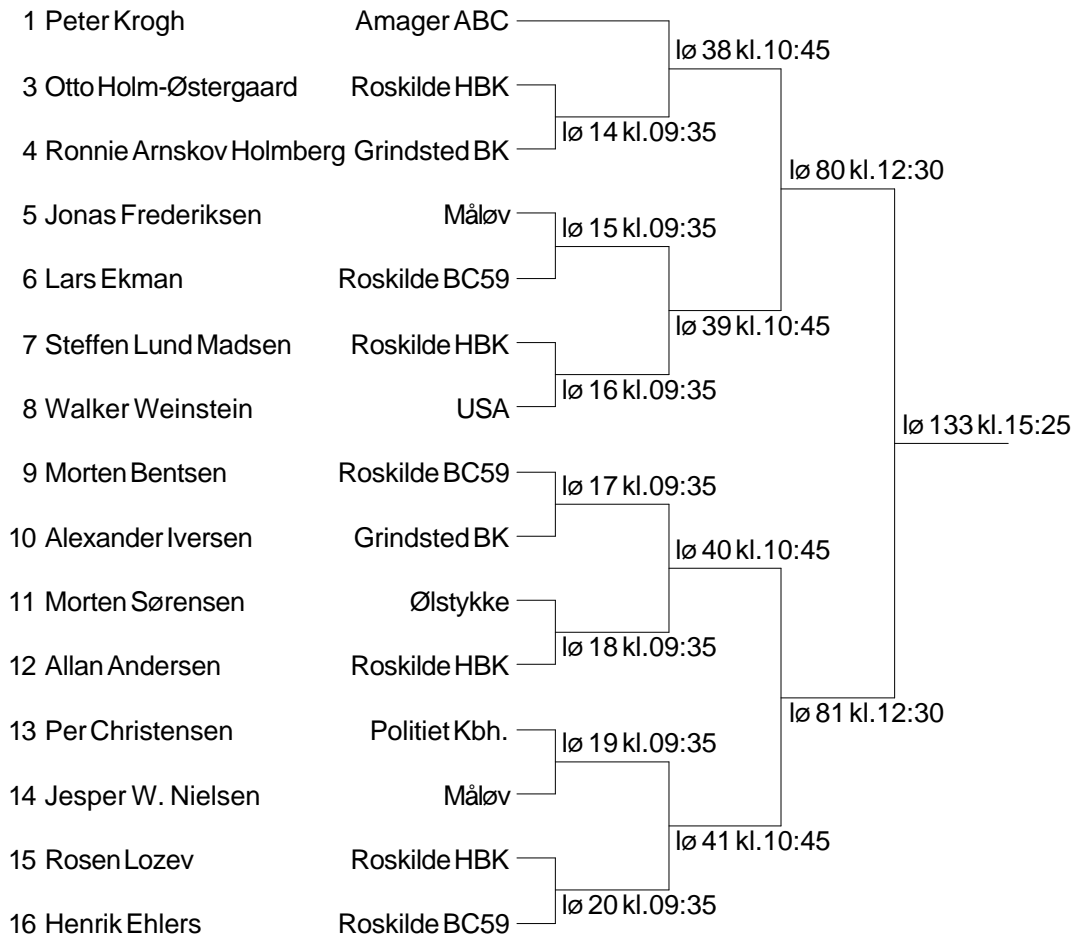 1 Peter Krogh Amager ABC
lø 38 kl.10:45
3 Otto Holm-Østergaard Roskilde HBK
lø 14 kl.09:35
4 Ronnie Arnskov Holmberg Grindsted BK
lø 80 kl.12:30
5 Jonas Frederiksen Måløv
lø 15 kl.09:35
6 Lars Ekman Roskilde BC59
lø 39 kl.10:45
7 Steffen Lund Madsen Roskilde HBK
lø 16 kl.09:35
8 Walker Weinstein USA
lø 133 kl.15:25
9 Morten Bentsen Roskilde BC59
lø 17 kl.09:35
10 Alexander Iversen Grindsted BK
lø 40 kl.10:45
11 Morten Sørensen Ølstykke
lø 18 kl.09:35
12 Allan Andersen Roskilde HBK
lø 81 kl.12:30
13 Per Christensen Politiet Kbh.
lø 19 kl.09:35
14 Jesper W. Nielsen Måløv
lø 41 kl.10:45
15 Rosen Lozev Roskilde HBK
lø 20 kl.09:35
16 Henrik Ehlers Roskilde BC59